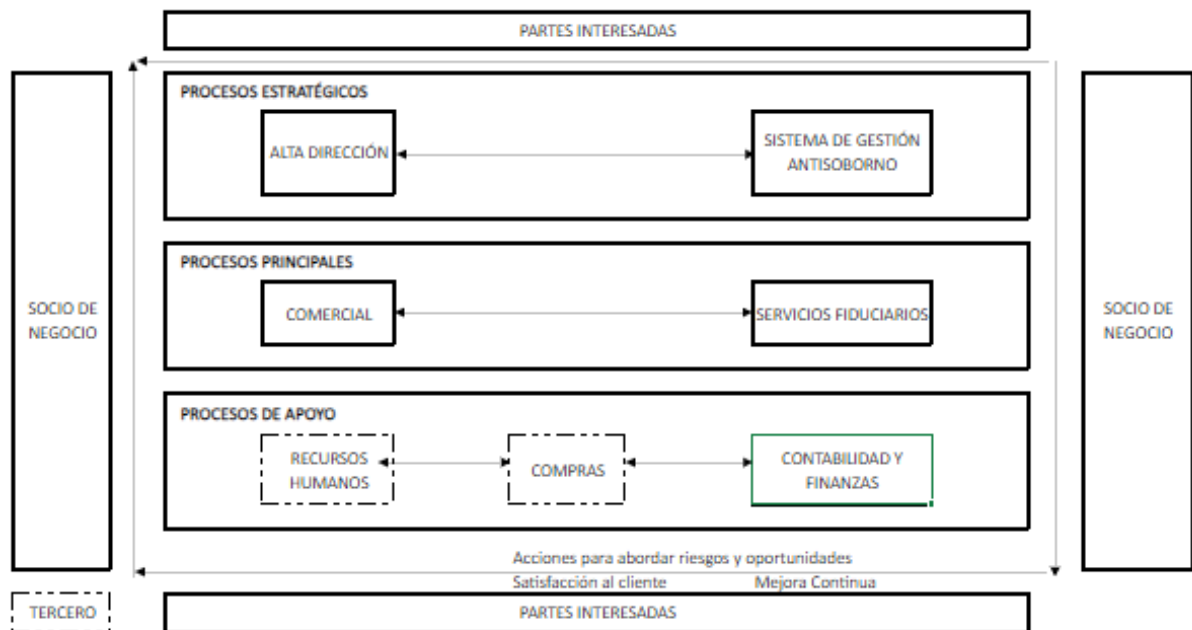 PARTES INTERESADAS
PROCESOS ESTRATÉGICOS
ALTA DIRECCIÓN
SISTEMA DE GESTIÓN
ANTISOBORNO
PROCESOS PRINCIPALES
COMERCIAL
SERVICIOS FIDUCIARIOS
SOCIO DE
NEGOCIO
SOCIO DE
NEGOCIO
PROCESOS DE APOYO
RECURSOS
HUMANOS
COMPRAS
CONTABILIDAD Y
FINANZAS
Acciones para abordar riesgos y oportunidades
Satisfacción al cliente Mejora Continua
TERCERO
PARTES INTERESADAS